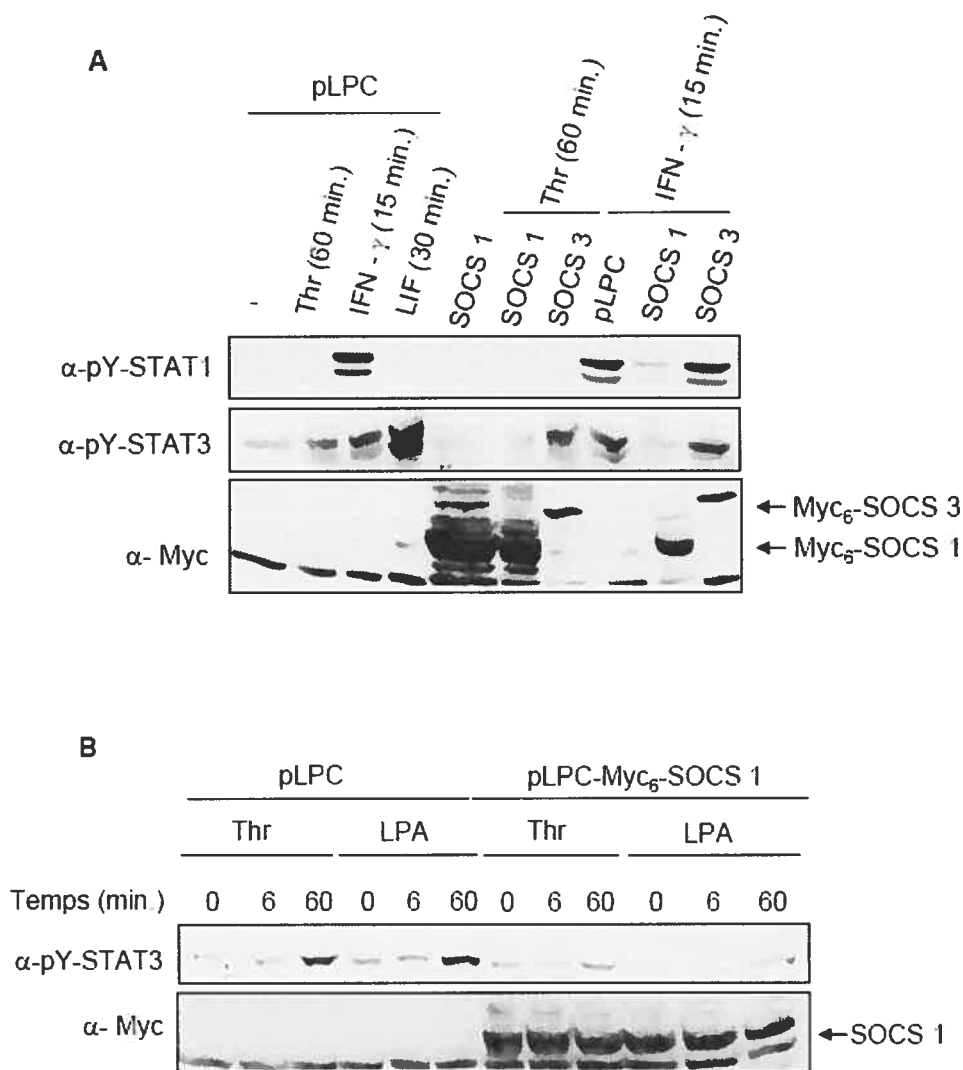 A
pLPC
Thr (60 min.)
IFN - γ (15 min.)
- Thr (60 min.) IFN - γ (15 min.) LIF (30 min.) SOCS 1 SOCS 1 SOCS 3 pLPC SOCS 1 SOCS 3
α-pY-STAT1
α-pY-STAT3
α- Myc
Myc6-SOCS 3
Myc6-SOCS 1
B
pLPC pLPC-Myc6-SOCS 1
Thr LPA Thr LPA
Temps (min.) 0 6 60 0 6 60 0 6 60 0 6 60
α-pY-STAT3
α- Myc
SOCS 1